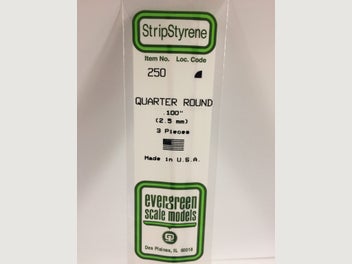 StripStyrene
Item No. Loc. Code
250
QUARTER ROUND
.100"
(2.5 mm)
3 Pieces
Made in U.S.A.
evergreen
scale models
Des Plaines, IL 60018